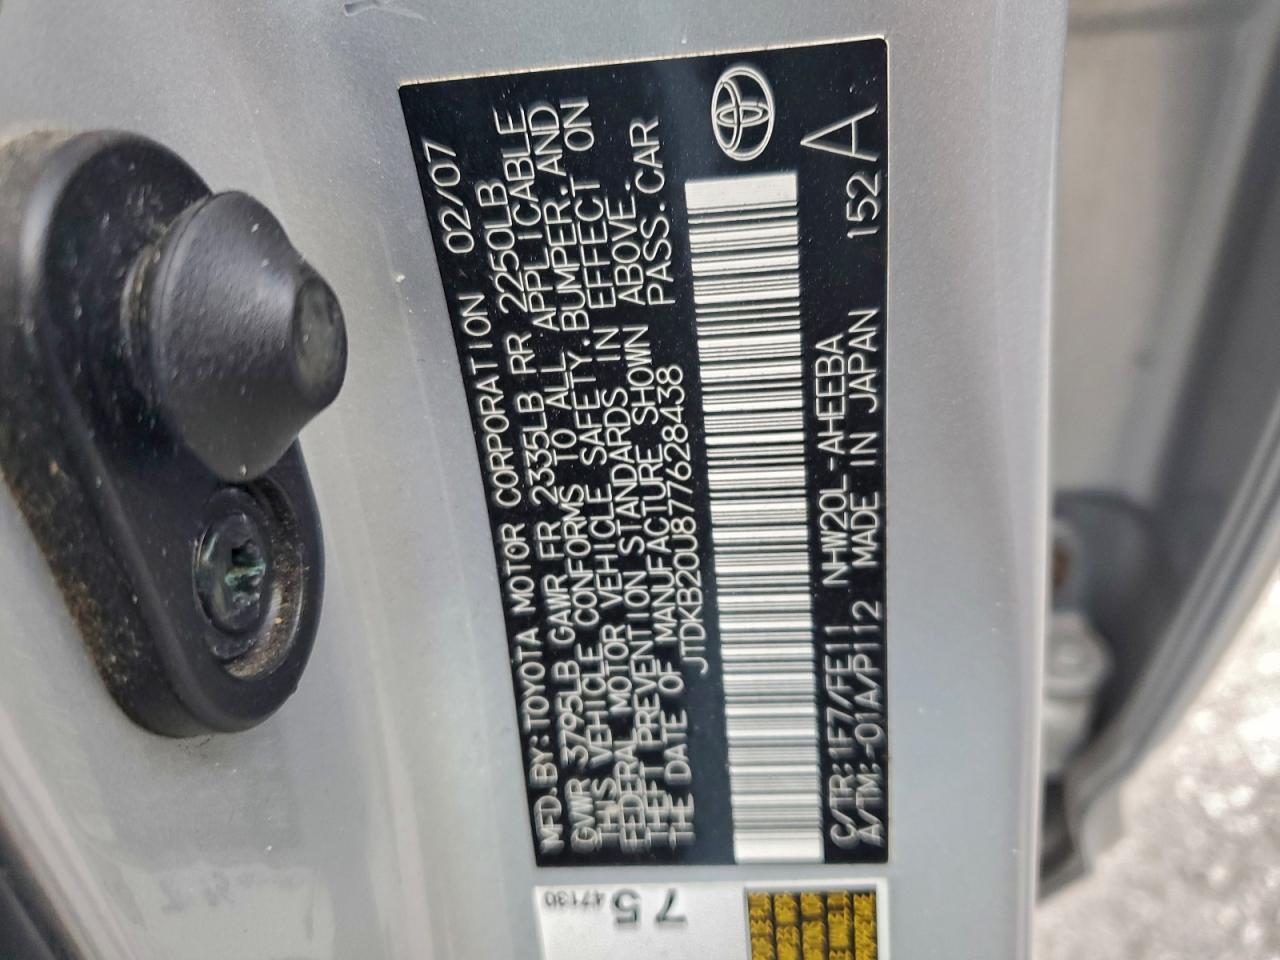 MFD.BY:TOYOTA MOTOR CORPORATION 02/07
GVWR 3795LB GAWR FR 2335LB RR 2250LB
THIS VEHICLE CONFORMS TO ALL APPLICABLE
FEDERAL MOTOR VEHICLE SAFETY, BUMPER, AND
THEFT PREVENTION STANDARDS IN EFFECT ON
THE DATE OF MANUFACTURE SHOWN ABOVE.
JTDKB20U877628438 PASS.CAR
C/TR:1F7/FE11 NHW20L-AHEEBA 152
A/TM:-01A/P112 MADE IN JAPAN A
75
47130